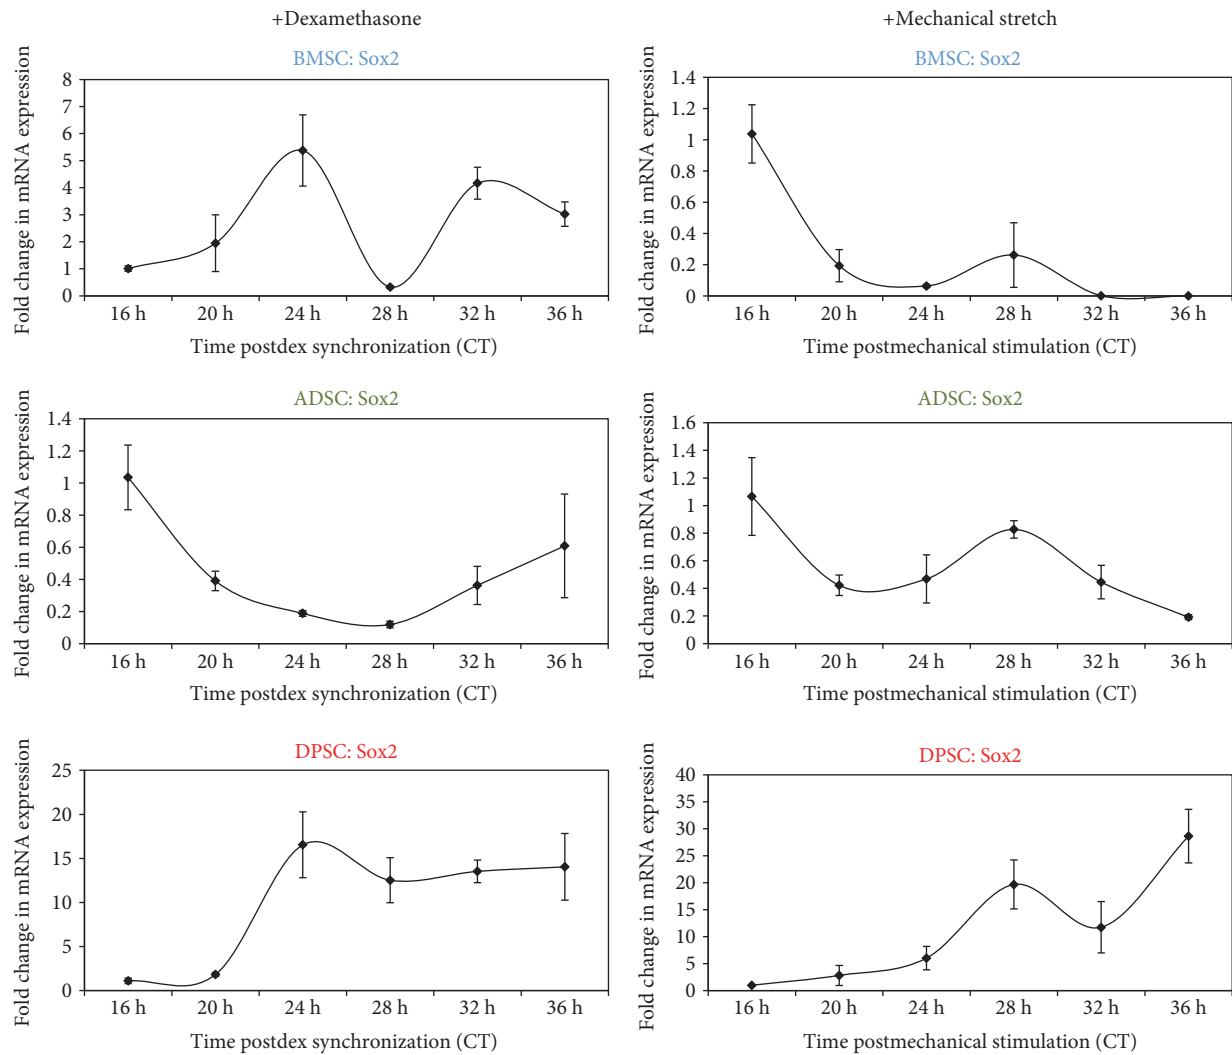 +Dexamethasone
+Mechanical stretch
BMSC: Sox2
Fold change in mRNA expression
8
7
6
5
4
3
2
1
0
16 h 20 h 24 h 28 h 32 h 36 h
Time postdex synchronization (CT)
BMSC: Sox2
Fold change in mRNA expression
1.4
1.2
1
0.8
0.6
0.4
0.2
0
16 h 20 h 24 h 28 h 32 h 36 h
Time postmechanical stimulation (CT)
ADSC: Sox2
Fold change in mRNA expression
1.4
1.2
1
0.8
0.6
0.4
0.2
0
16 h 20 h 24 h 28 h 32 h 36 h
Time postdex synchronization (CT)
ADSC: Sox2
Fold change in mRNA expression
1.6
1.4
1.2
1
0.8
0.6
0.4
0.2
0
16 h 20 h 24 h 28 h 32 h 36 h
Time postmechanical stimulation (CT)
DPSC: Sox2
Fold change in mRNA expression
25
20
15
10
5
0
16 h 20 h 24 h 28 h 32 h 36 h
Time postdex synchronization (CT)
DPSC: Sox2
Fold change in mRNA expression
40
35
30
25
20
15
10
5
0
16 h 20 h 24 h 28 h 32 h 36 h
Time postmechanical stimulation (CT)